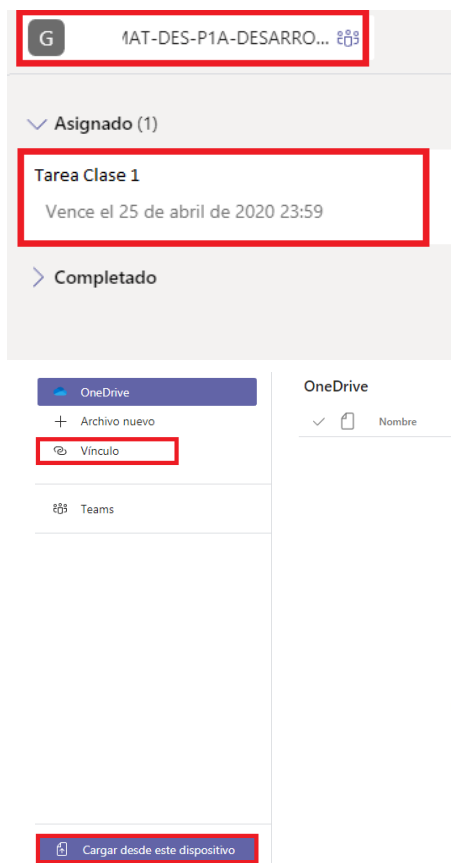 G
MAT-DES-P1A-DESARRO...
Asignado (1)
Tarea Clase 1
Vence el 25 de abril de 2020 23:59
Completado
OneDrive
OneDrive
Archivo nuevo
Nombre
Vínculo
Teams
Cargar desde este dispositivo